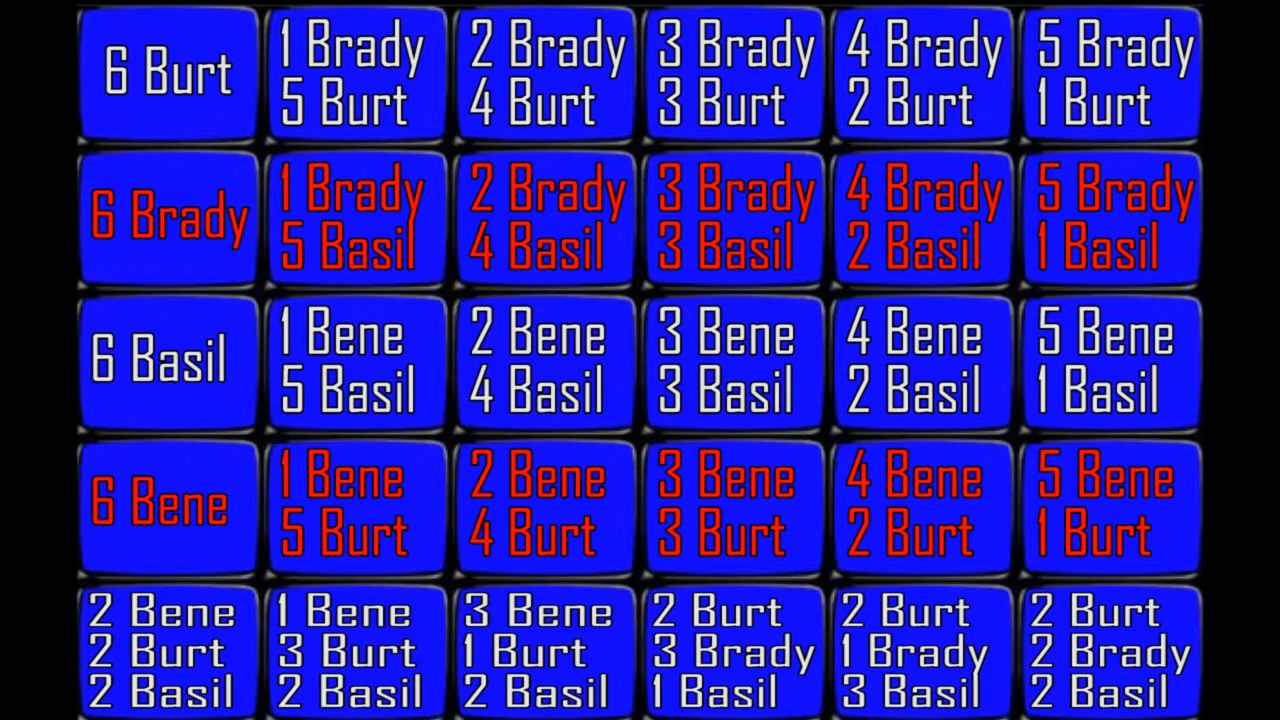 6 Burt
1 Brady
5 Burt
2 Brady
4 Burt
3 Brady
3 Burt
4 Brady
2 Burt
5 Brady
1 Burt
6 Brady
1 Brady
5 Basil
2 Brady
4 Basil
3 Brady
3 Basil
4 Brady
2 Basil
5 Brady
1 Basil
6 Basil
1 Bene
5 Basil
2 Bene
4 Basil
3 Bene
3 Basil
4 Bene
2 Basil
5 Bene
1 Basil
6 Bene
1 Bene
5 Burt
2 Bene
4 Burt
3 Bene
3 Burt
4 Bene
2 Burt
5 Bene
1 Burt
2 Bene
2 Burt
2 Basil
1 Bene
3 Burt
2 Basil
3 Bene
1 Burt
2 Basil
2 Burt
3 Brady
1 Basil
2 Burt
1 Brady
3 Basil
2 Burt
2 Brady
2 Basil